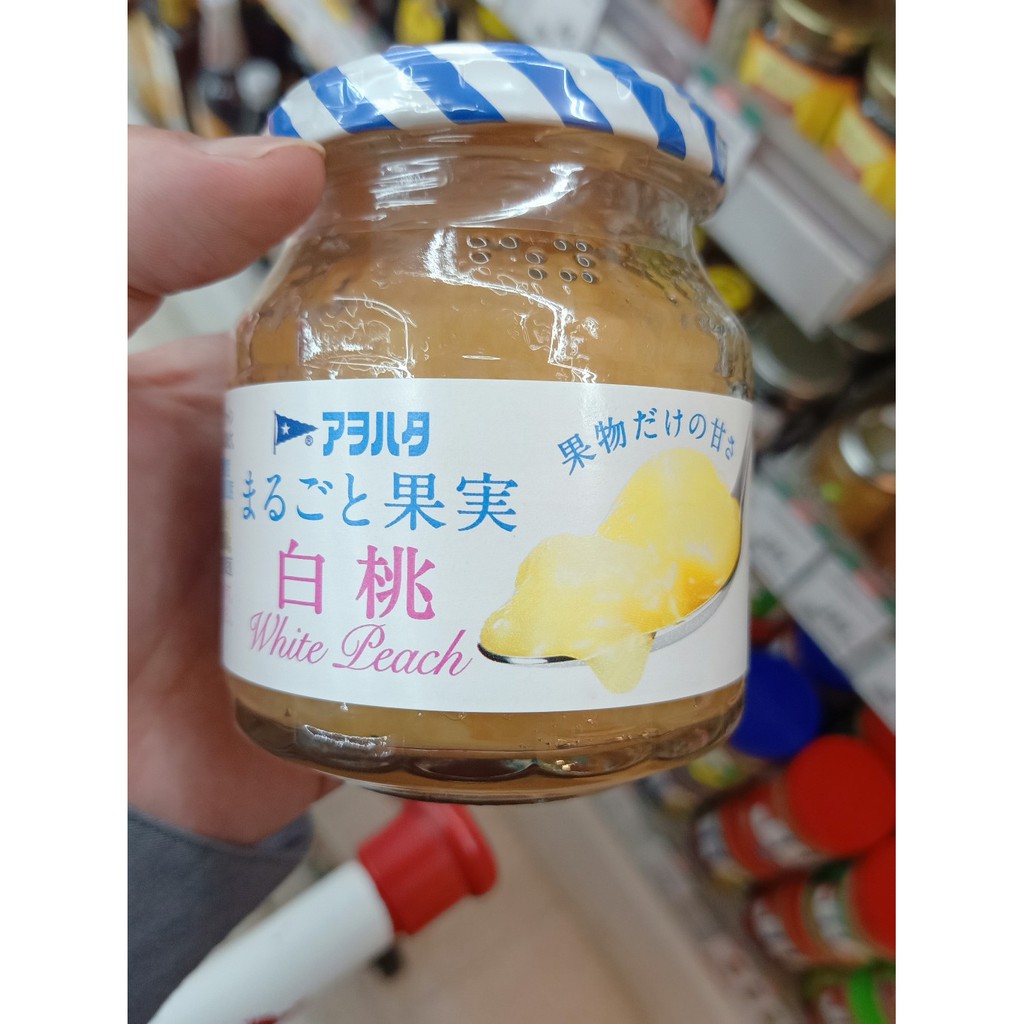 アヲハタ
果物だけの甘さ
まるごと果実
白桃
White Peach